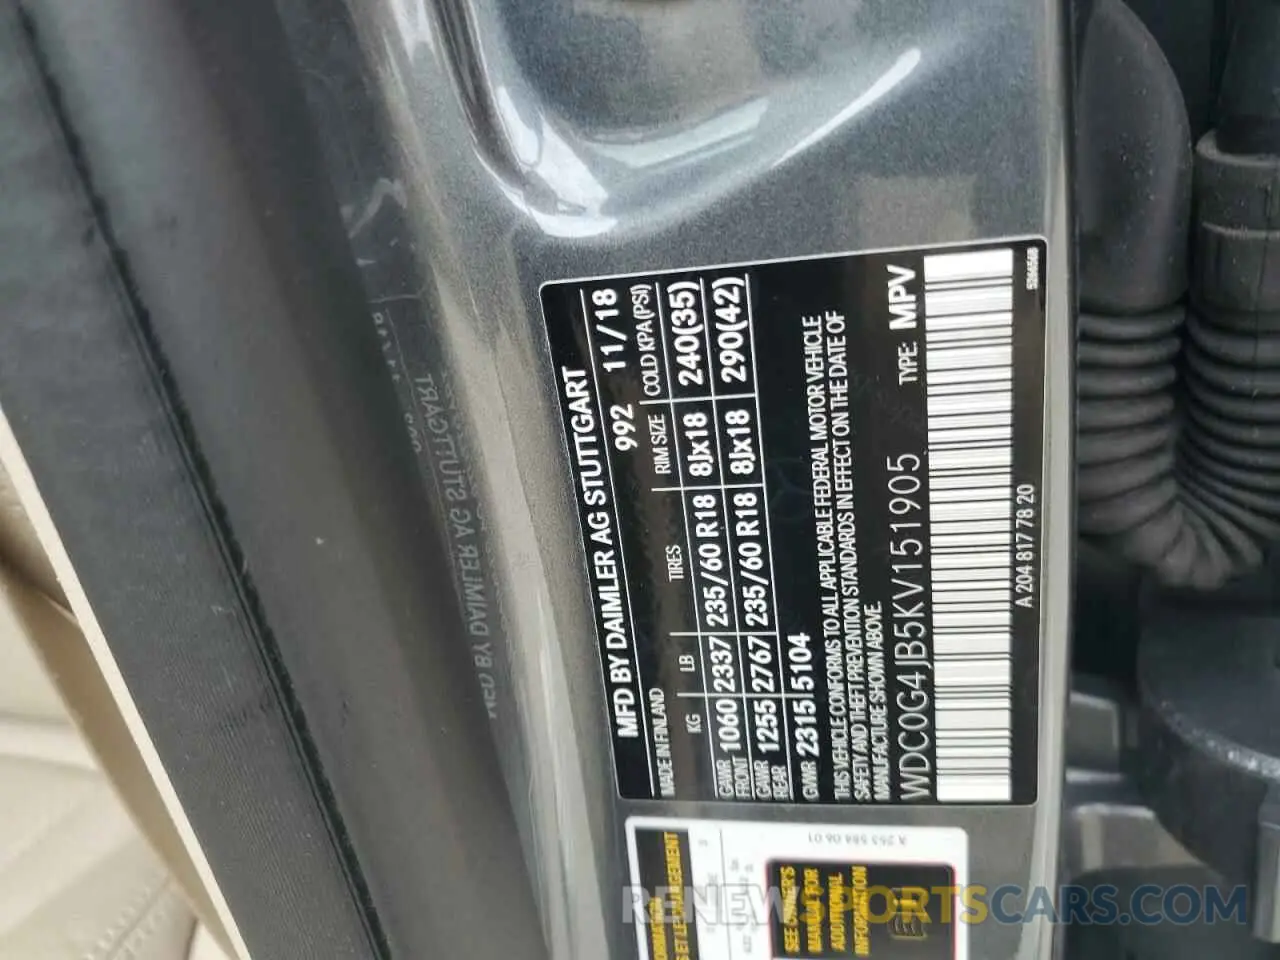 MFD BY DAIMLER AG STUTTGART
MADE IN FINLAND 992 11/18
KG LB TIRES RIM SIZE COLD KPA (PSI)
GAWR FRONT 1060 2337 235/60 R18 8Jx18 240(35)
GAWR REAR 1255 2767 235/60 R18 8Jx18 290(42)
GVWR 2315 5104
THIS VEHICLE CONFORMS TO ALL APPLICABLE FEDERAL MOTOR VEHICLE
SAFETY AND THEFT PREVENTION STANDARDS IN EFFECT ON THE DATE OF
MANUFACTURE SHOWN ABOVE.
WDC0G4JB5KV151905 TYPE: MPV
A 204 817 78 20
A 253 584 06 01
SEE OWNER'S
MANUAL FOR
ADDITIONAL
INFORMATION
RENEWSPORTSCARS.COM